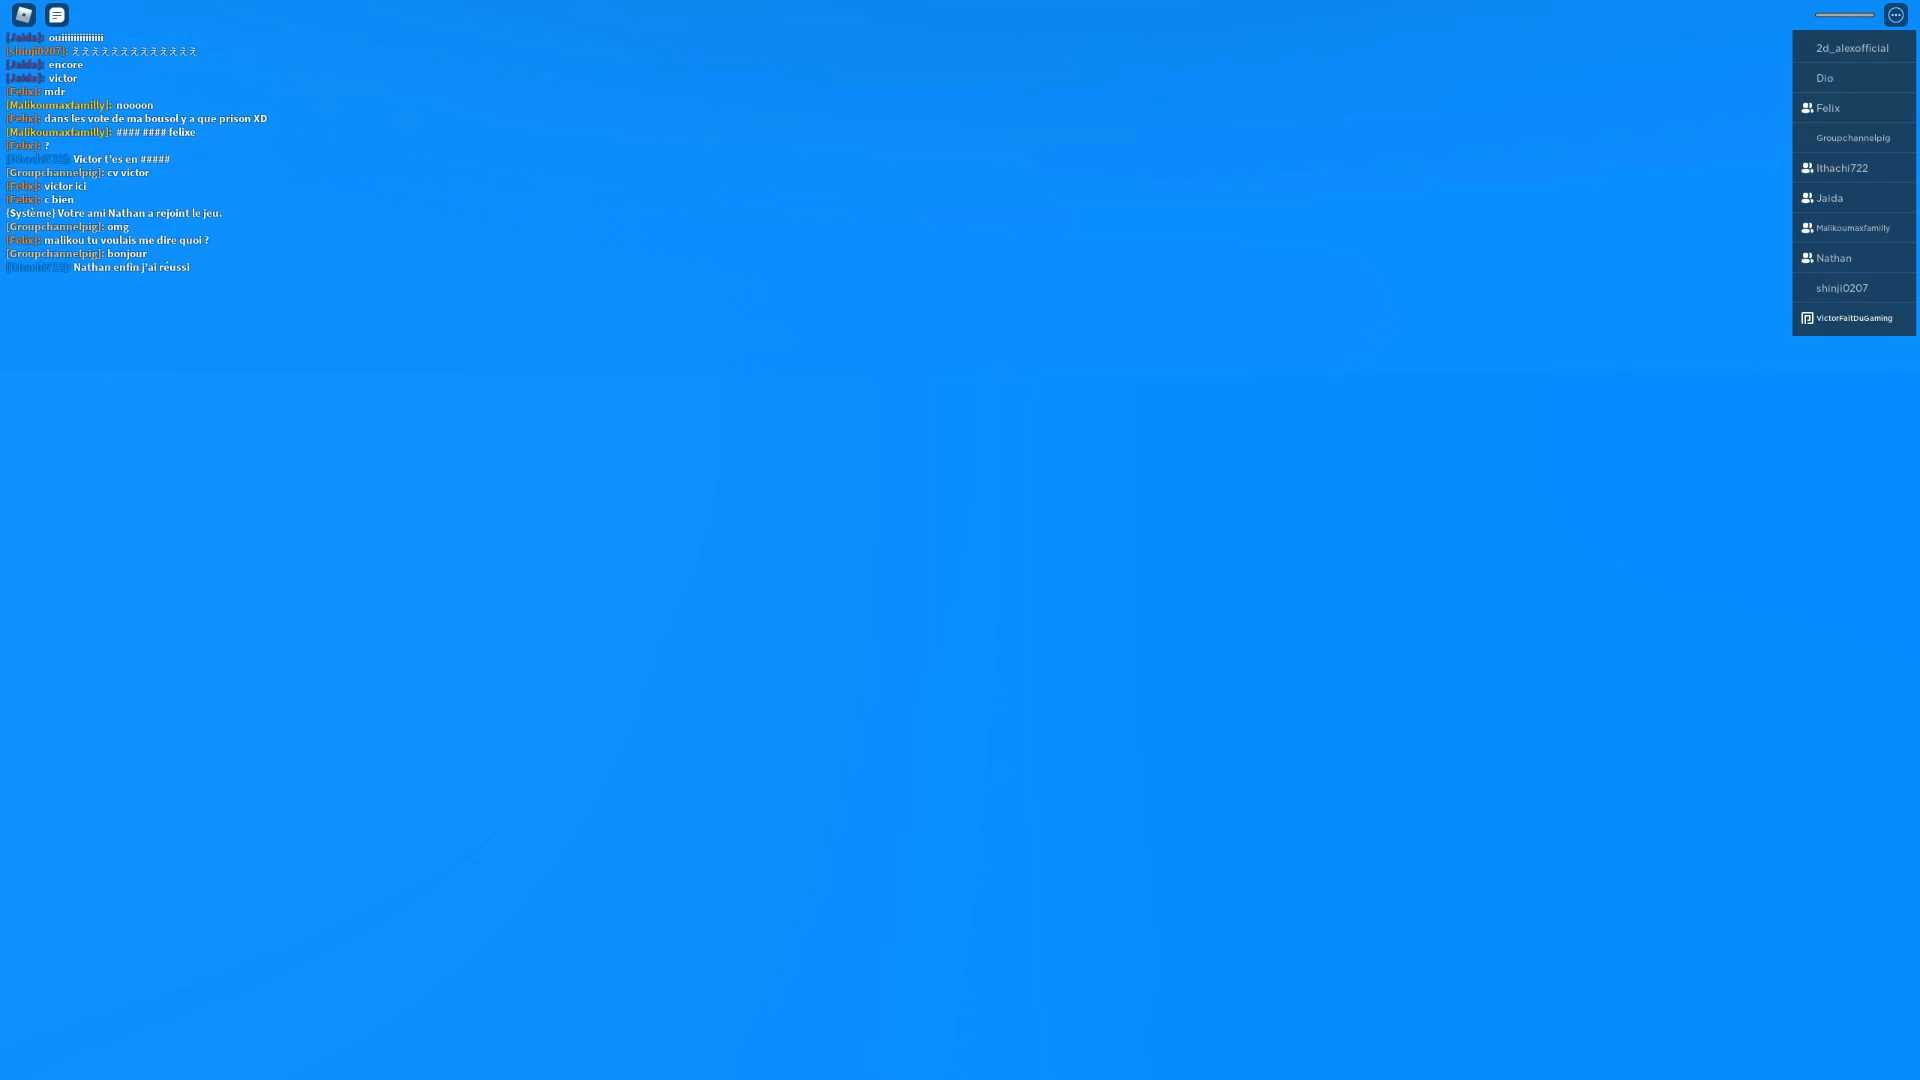 [Jaida]: ouiiiiiiiiiiiiii
[shinji0207]: えええええええええええええ
[Jaida]: encore
[Jaida]: victor
[Felix]: mdr
[Malikoumaxfamilly]: noooon
[Felix]: dans les vote de ma bousol y a que prison XD
[Malikoumaxfamilly]: #### #### felixe
[Felix]: ?
[Ithachi722]: Victor t'es en #####
[Groupchannelpig]: cv victor
[Felix]: victor ici
[Felix]: c bien
{Système} Votre ami Nathan a rejoint le jeu.
[Groupchannelpig]: omg
[Felix]: malikou tu voulais me dire quoi ?
[Groupchannelpig]: bonjour
[Ithachi722]: Nathan enfin j'ai réussi
2d_alexofficial
Dio
Felix
Groupchannelpig
Ithachi722
Jaida
Malikoumaxfamilly
Nathan
shinji0207
VictorFaitDuGaming